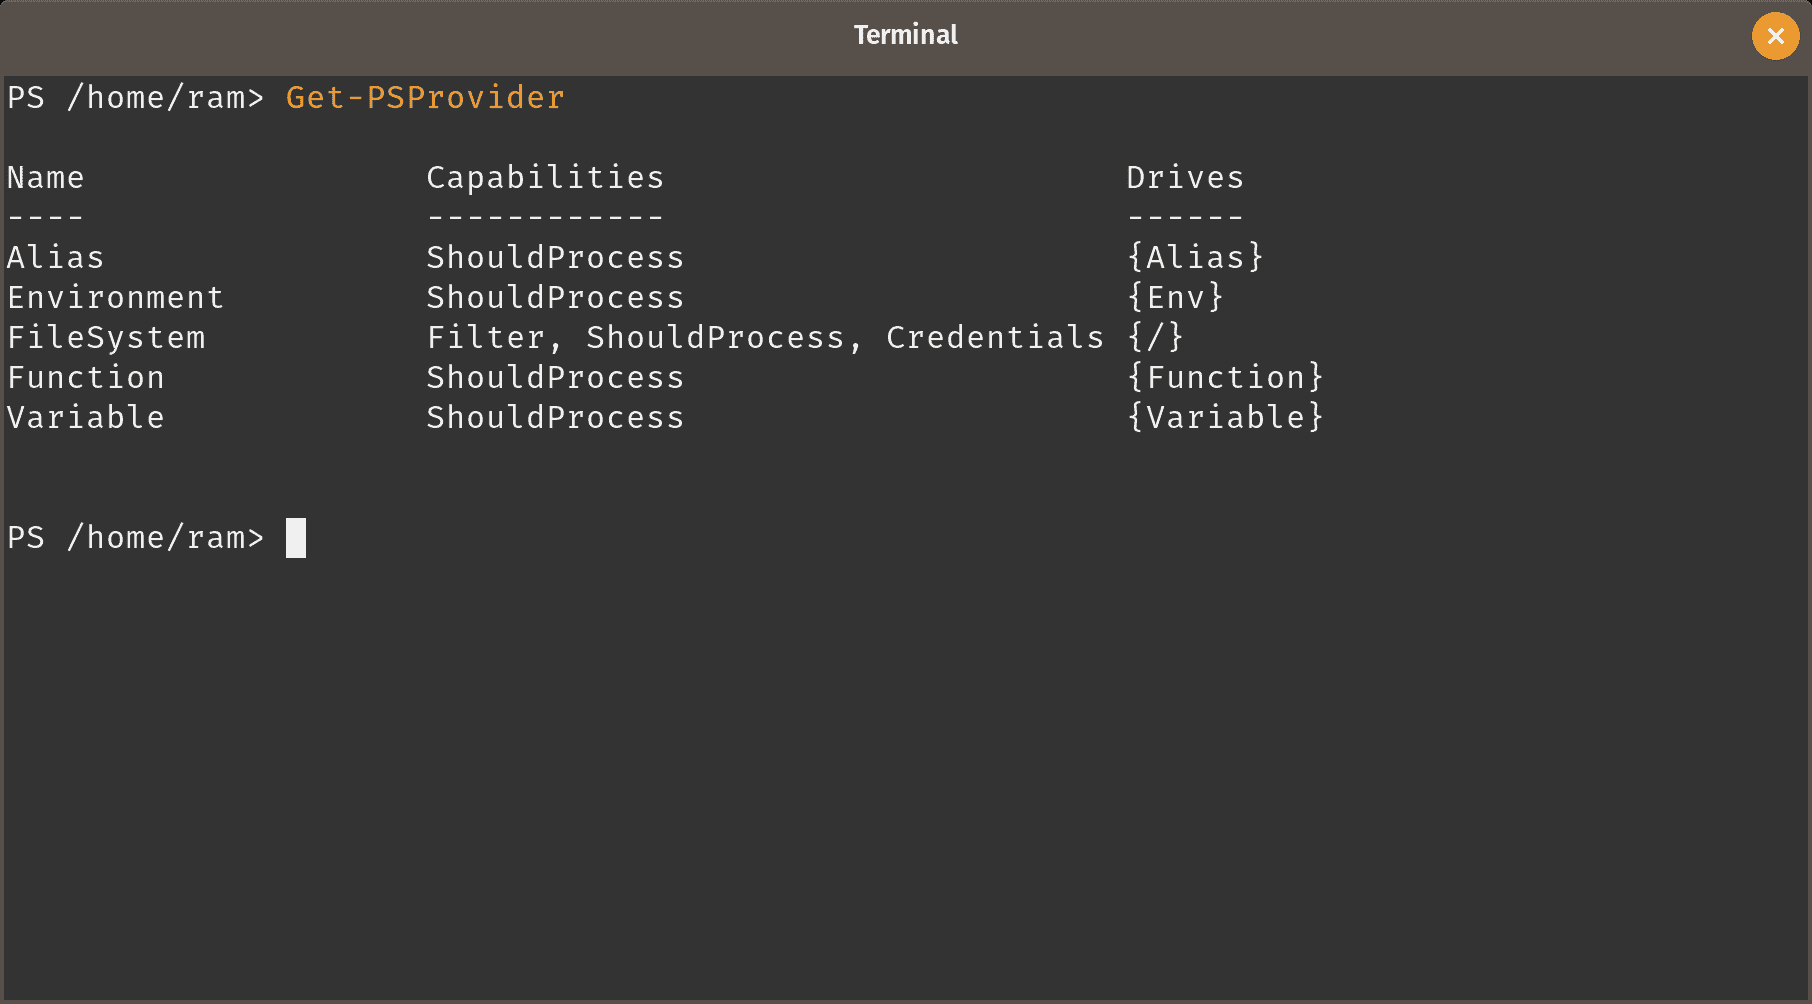 Terminal
PS /home/ram> Get-PSProvider
Name                 Capabilities                       Drives
----                 ------------                       ------
Alias                ShouldProcess                      {Alias}
Environment          ShouldProcess                      {Env}
FileSystem           Filter, ShouldProcess, Credentials {/}
Function             ShouldProcess                      {Function}
Variable             ShouldProcess                      {Variable}
PS /home/ram>